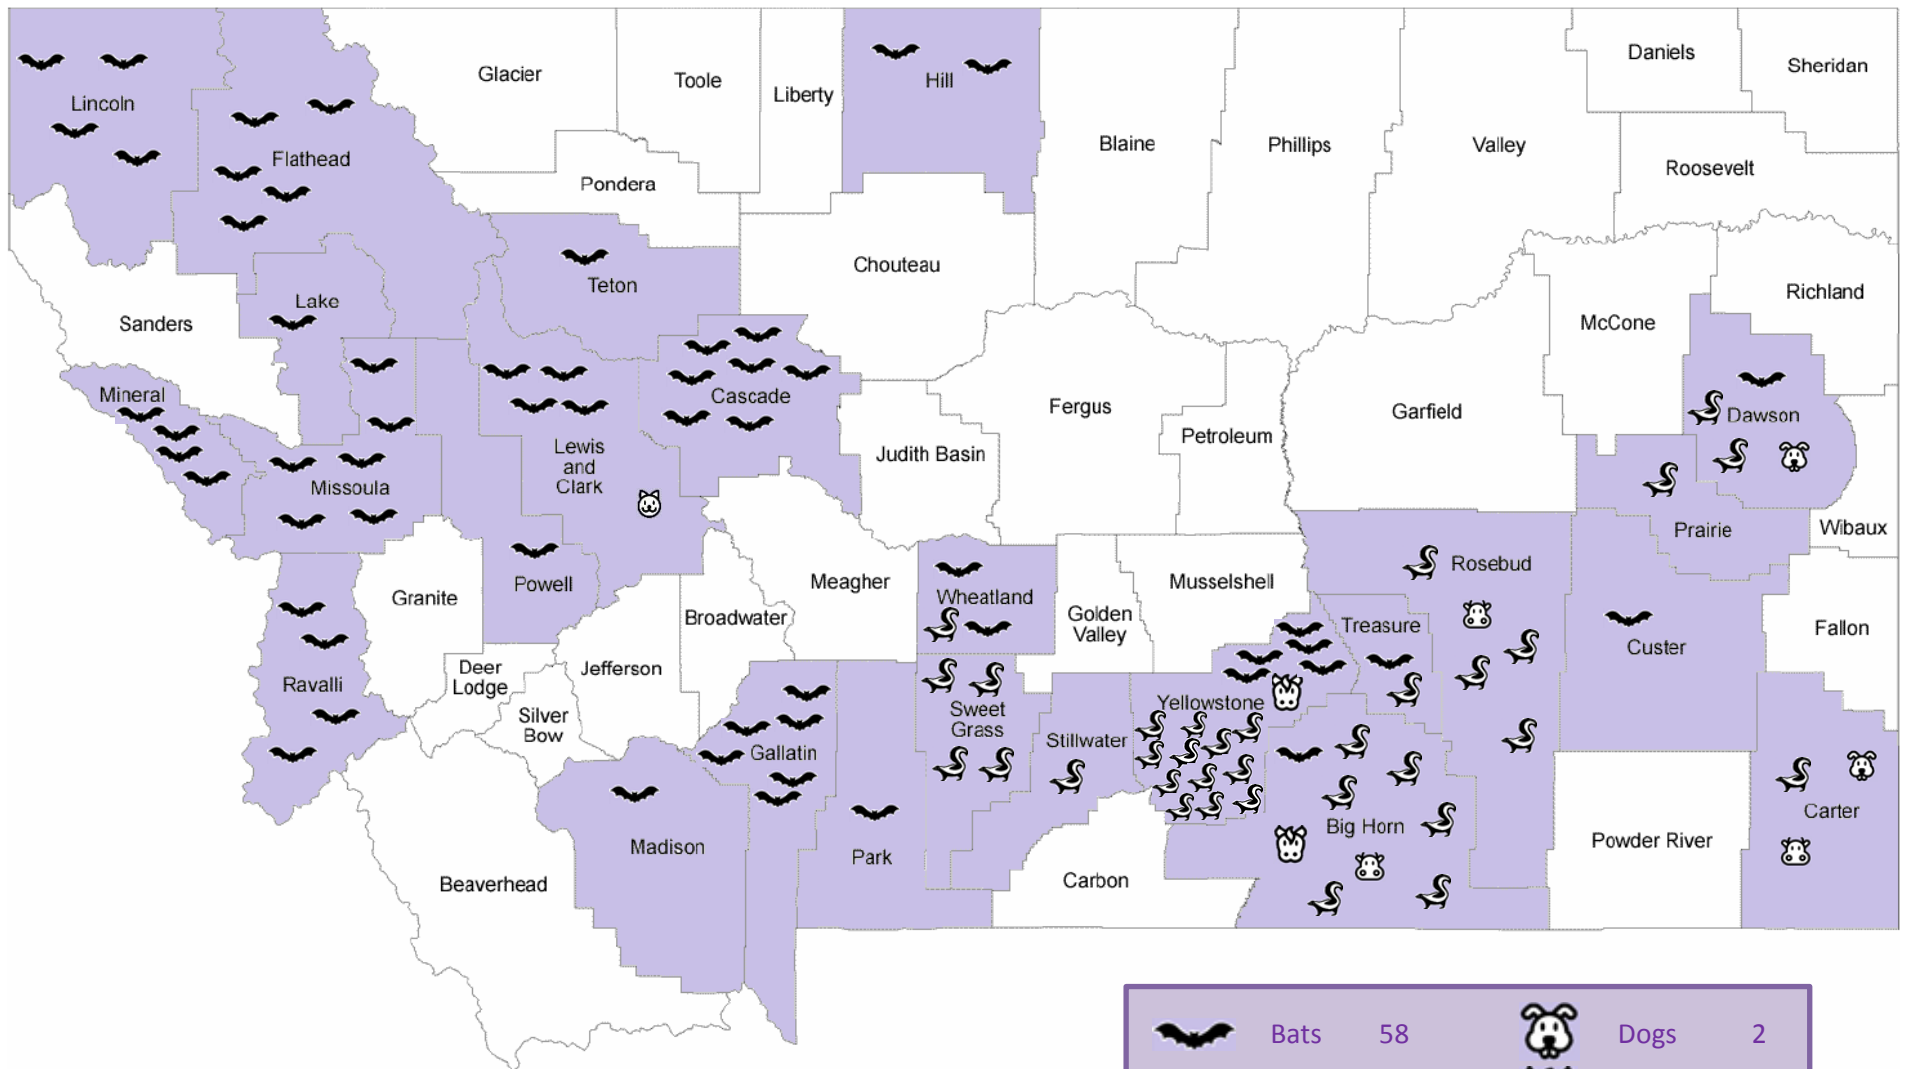 Glacier
Toole
Liberty
Hill
Daniels
Sheridan
Lincoln
Flathead
Blaine
Phillips
Valley
Roosevelt
Pondera
Teton
Chouteau
Lake
Sanders
McCone
Richland
Mineral
Cascade
Fergus
Garfield
Dawson
Judith Basin
Petroleum
Lewis
and
Clark
Missoula
Prairie
Wibaux
Powell
Granite
Meagher
Wheatland
Musselshell
Rosebud
Broadwater
Golden
Valley
Treasure
Fallon
Custer
Deer
Lodge
Jefferson
Ravalli
Silver
Bow
Sweet
Grass
Yellowstone
Stillwater
Gallatin
Madison
Park
Big Horn
Carter
Powder River
Beaverhead
Carbon
Bats 58
Dogs 2